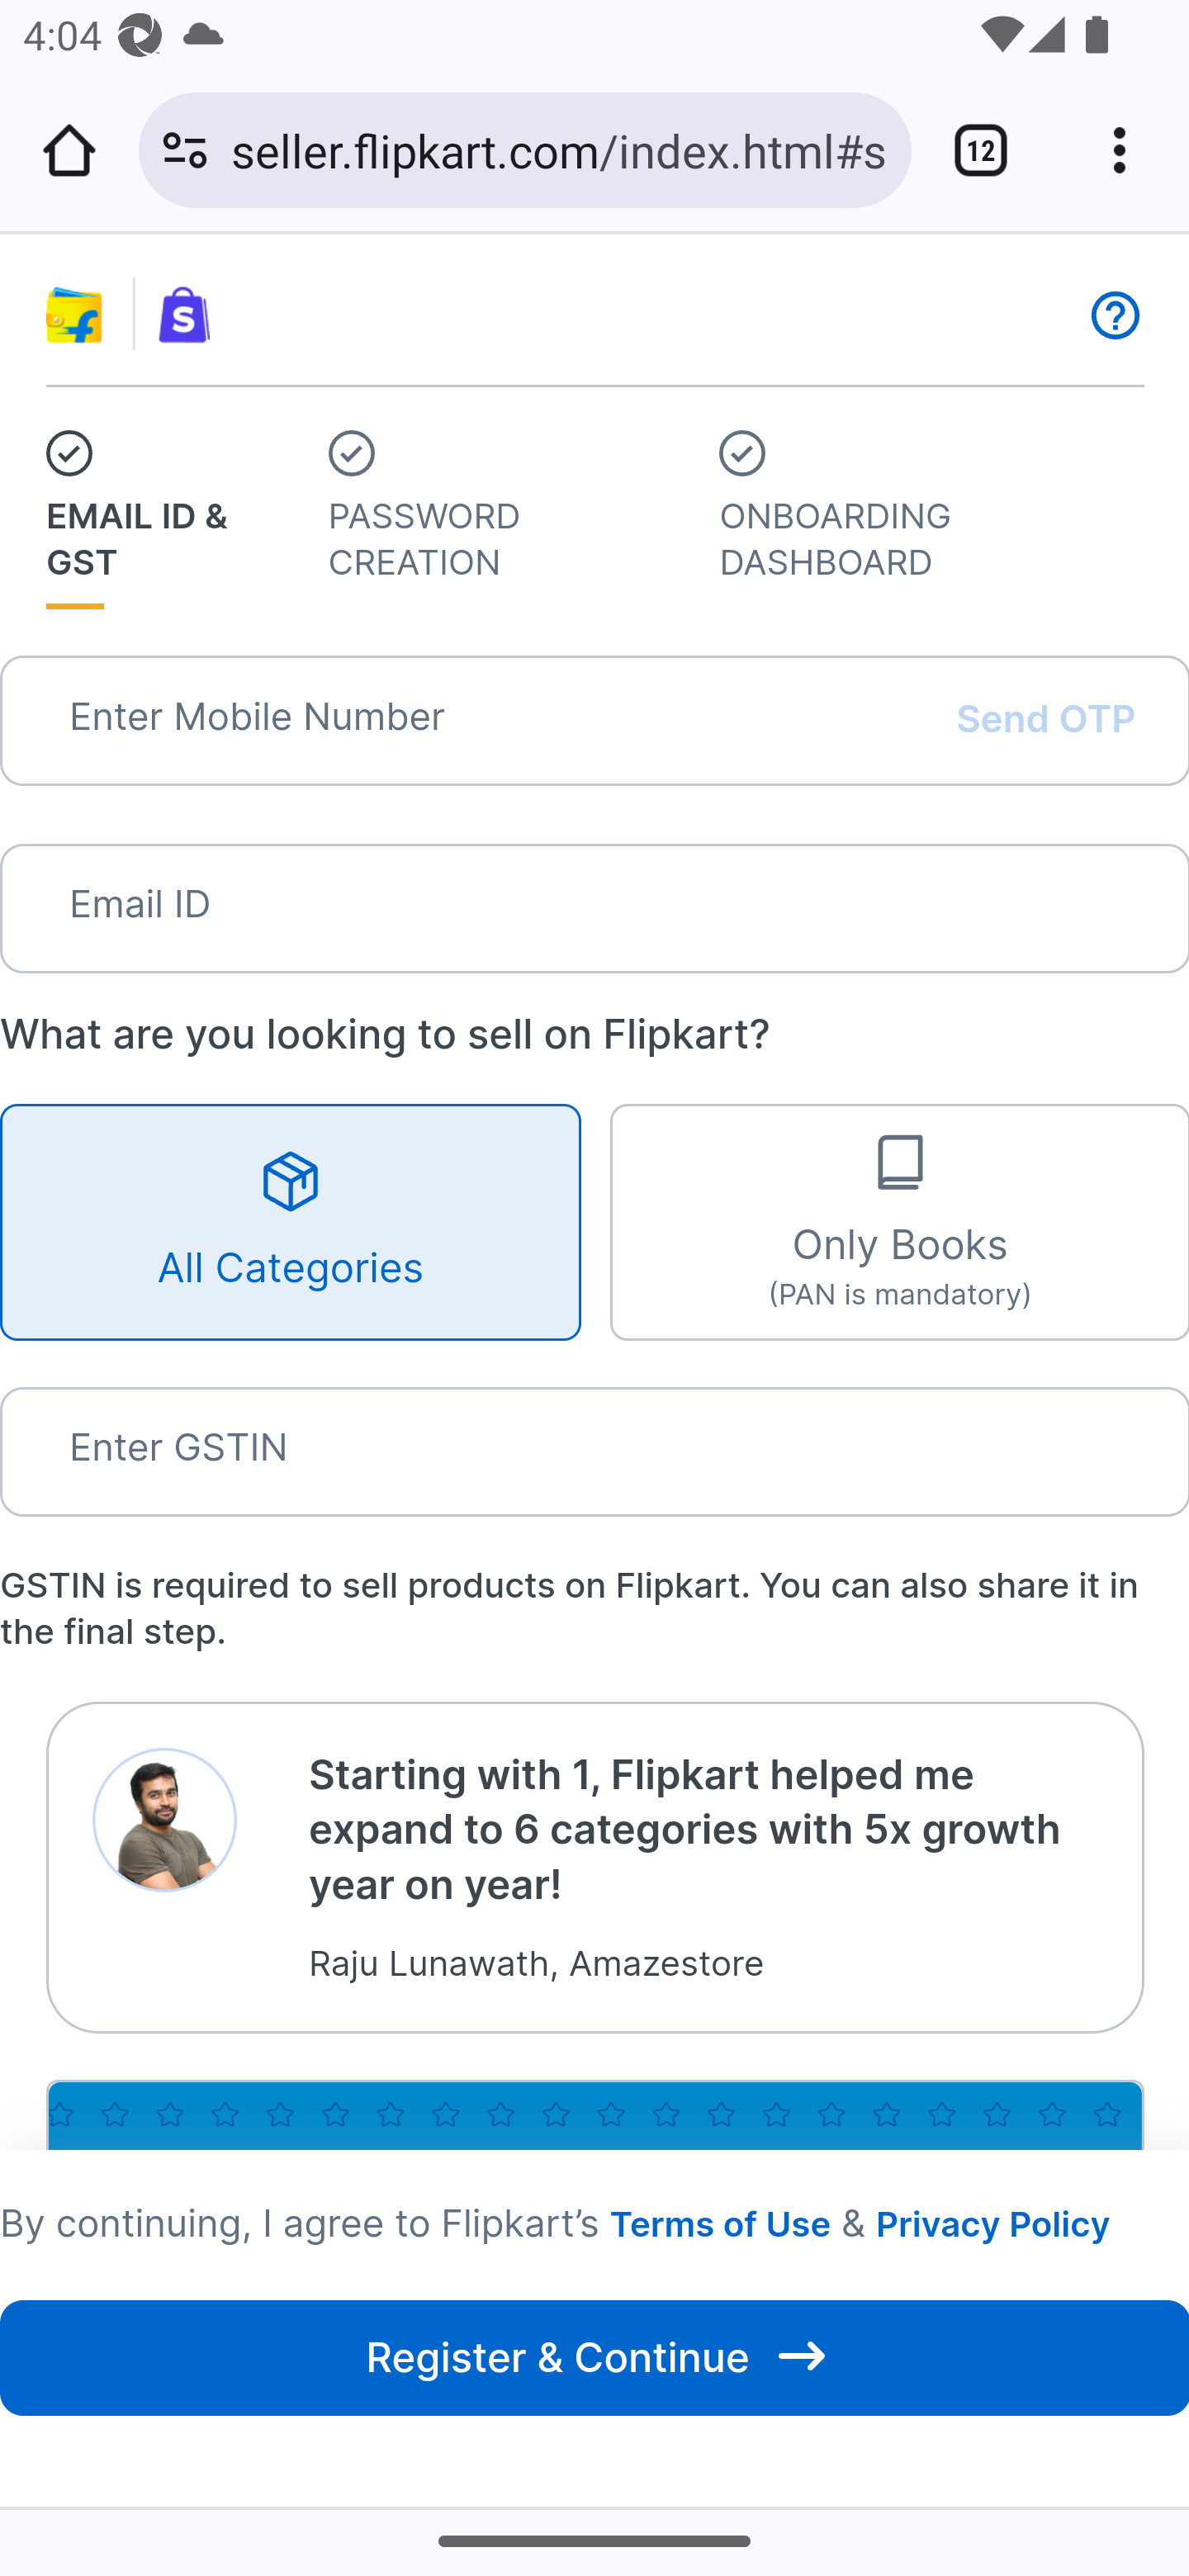 4:04
seller.flipkart.com/index.html#s
12
S
EMAIL ID &
GST
PASSWORD
CREATION
ONBOARDING
DASHBOARD
Enter Mobile Number
Send OTP
Email ID
What are you looking to sell on Flipkart?
All Categories
Only Books
(PAN is mandatory)
Enter GSTIN
GSTIN is required to sell products on Flipkart. You can also share it in
the final step.
Starting with 1, Flipkart helped me
expand to 6 categories with 5x growth
year on year!
Raju Lunawath, Amazestore
By continuing, I agree to Flipkart’s Terms of Use & Privacy Policy
Register & Continue